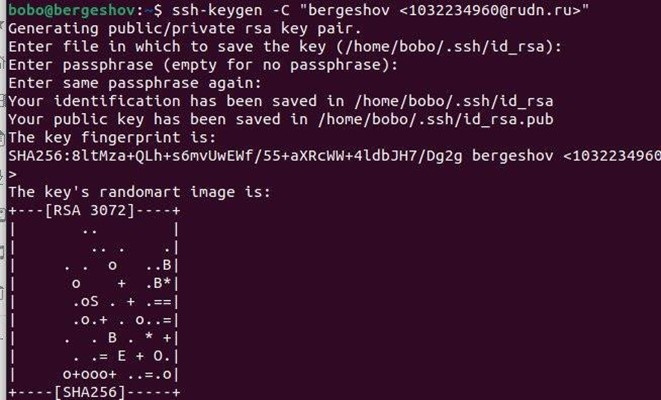 bobo@bergeshov:~$ ssh-keygen -C "bergeshov <1032234960@rudn.ru>"
Generating public/private rsa key pair.
Enter file in which to save the key (/home/bobo/.ssh/id_rsa):
Enter passphrase (empty for no passphrase):
Enter same passphrase again:
Your identification has been saved in /home/bobo/.ssh/id_rsa
Your public key has been saved in /home/bobo/.ssh/id_rsa.pub
The key fingerprint is:
SHA256:8ltMza+QLh+s6mvUwEWf/55+aXRcWW+4ldbJH7/Dg2g bergeshov <1032234960
>
The key's randomart image is:
+---[RSA 3072]----+
|       ..        |
|        .. .    .|
|     . .  o   ..B|
|      o    +  .B*|
|      .oS . + .==|
|      .o.+ . o..=|
|     .  . B . * +|
|      . .= E + O.|
|     o+ooo+ ..=.o|
+----[SHA256]-----+